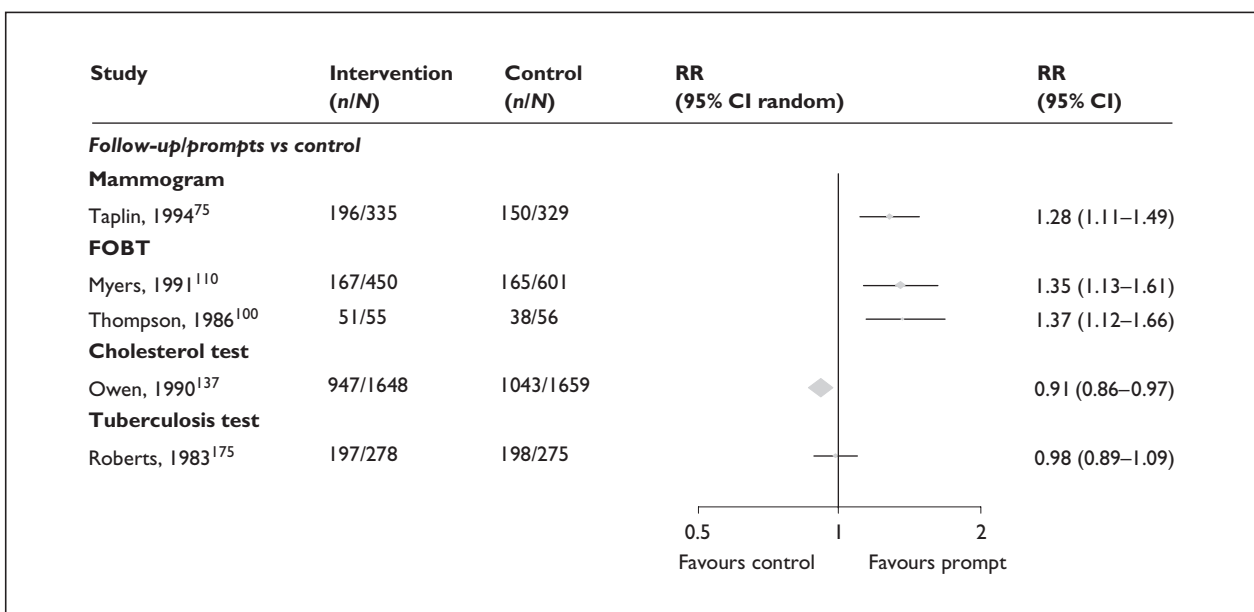 Study Intervention Control RR RR
(n/N) (n/N) (95% CI random) (95% CI)
Follow-up/prompts vs control
Mammogram
Taplin, 1994⁷⁵ 196/335 150/329 1.28 (1.11–1.49)
FOBT
Myers, 1991¹¹⁰ 167/450 165/601 1.35 (1.13–1.61)
Thompson, 1986¹⁰⁰ 51/55 38/56 1.37 (1.12–1.66)
Cholesterol test
Owen, 1990¹³⁷ 947/1648 1043/1659 0.91 (0.86–0.97)
Tuberculosis test
Roberts, 1983¹⁷⁵ 197/278 198/275 0.98 (0.89–1.09)
0.5 1 2
Favours control Favours prompt